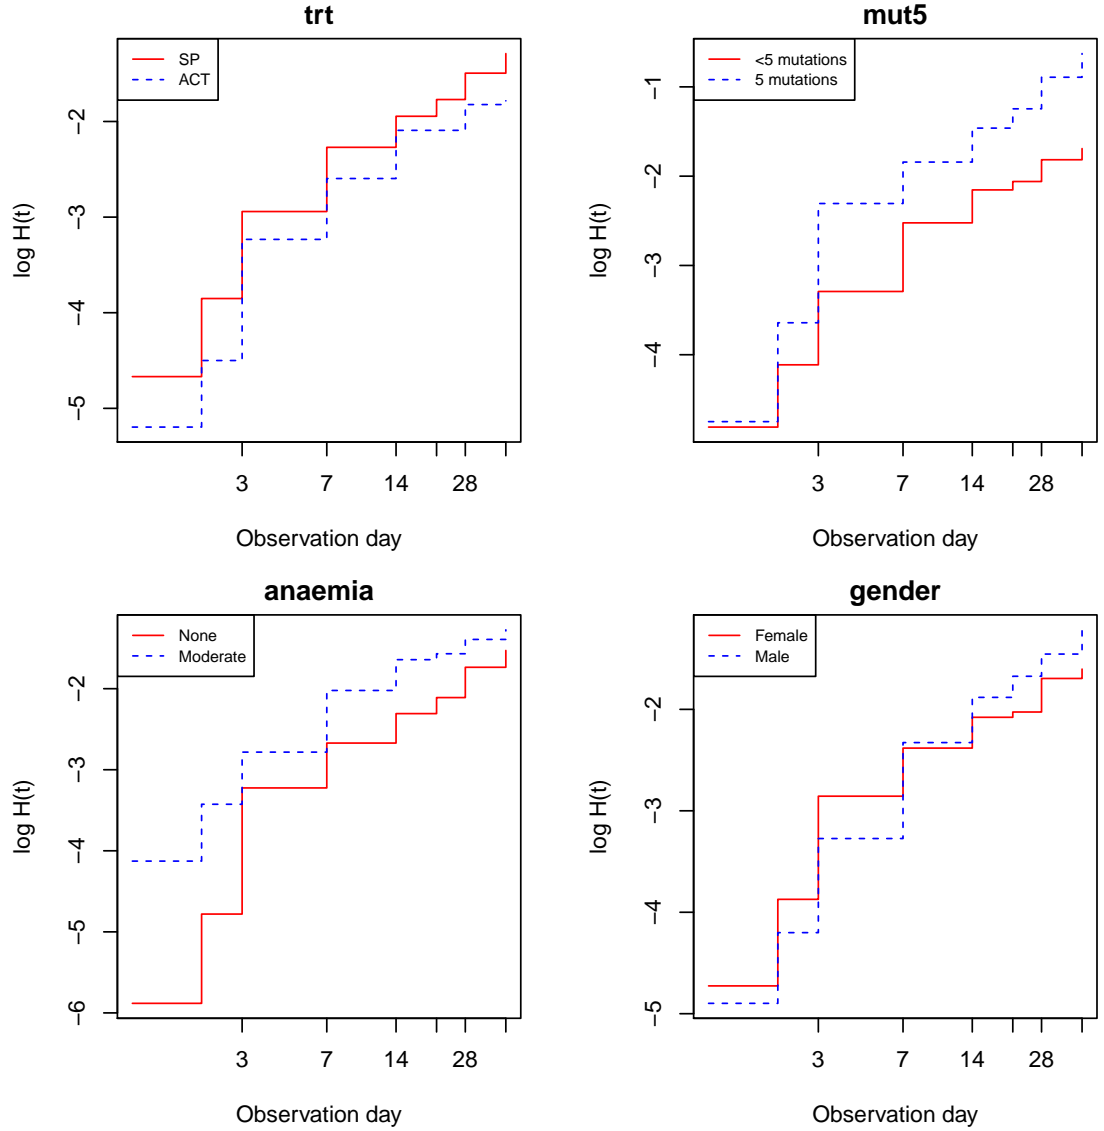 trt
SP
ACT
log H(t)
−2
−3
−4
−5
3 7 14 28
Observation day
mut5
<5 mutations
5 mutations
log H(t)
−1
−2
−3
−4
3 7 14 28
Observation day
anaemia
None
Moderate
log H(t)
−2
−3
−4
−5
−6
3 7 14 28
Observation day
gender
Female
Male
log H(t)
−2
−3
−4
−5
3 7 14 28
Observation day